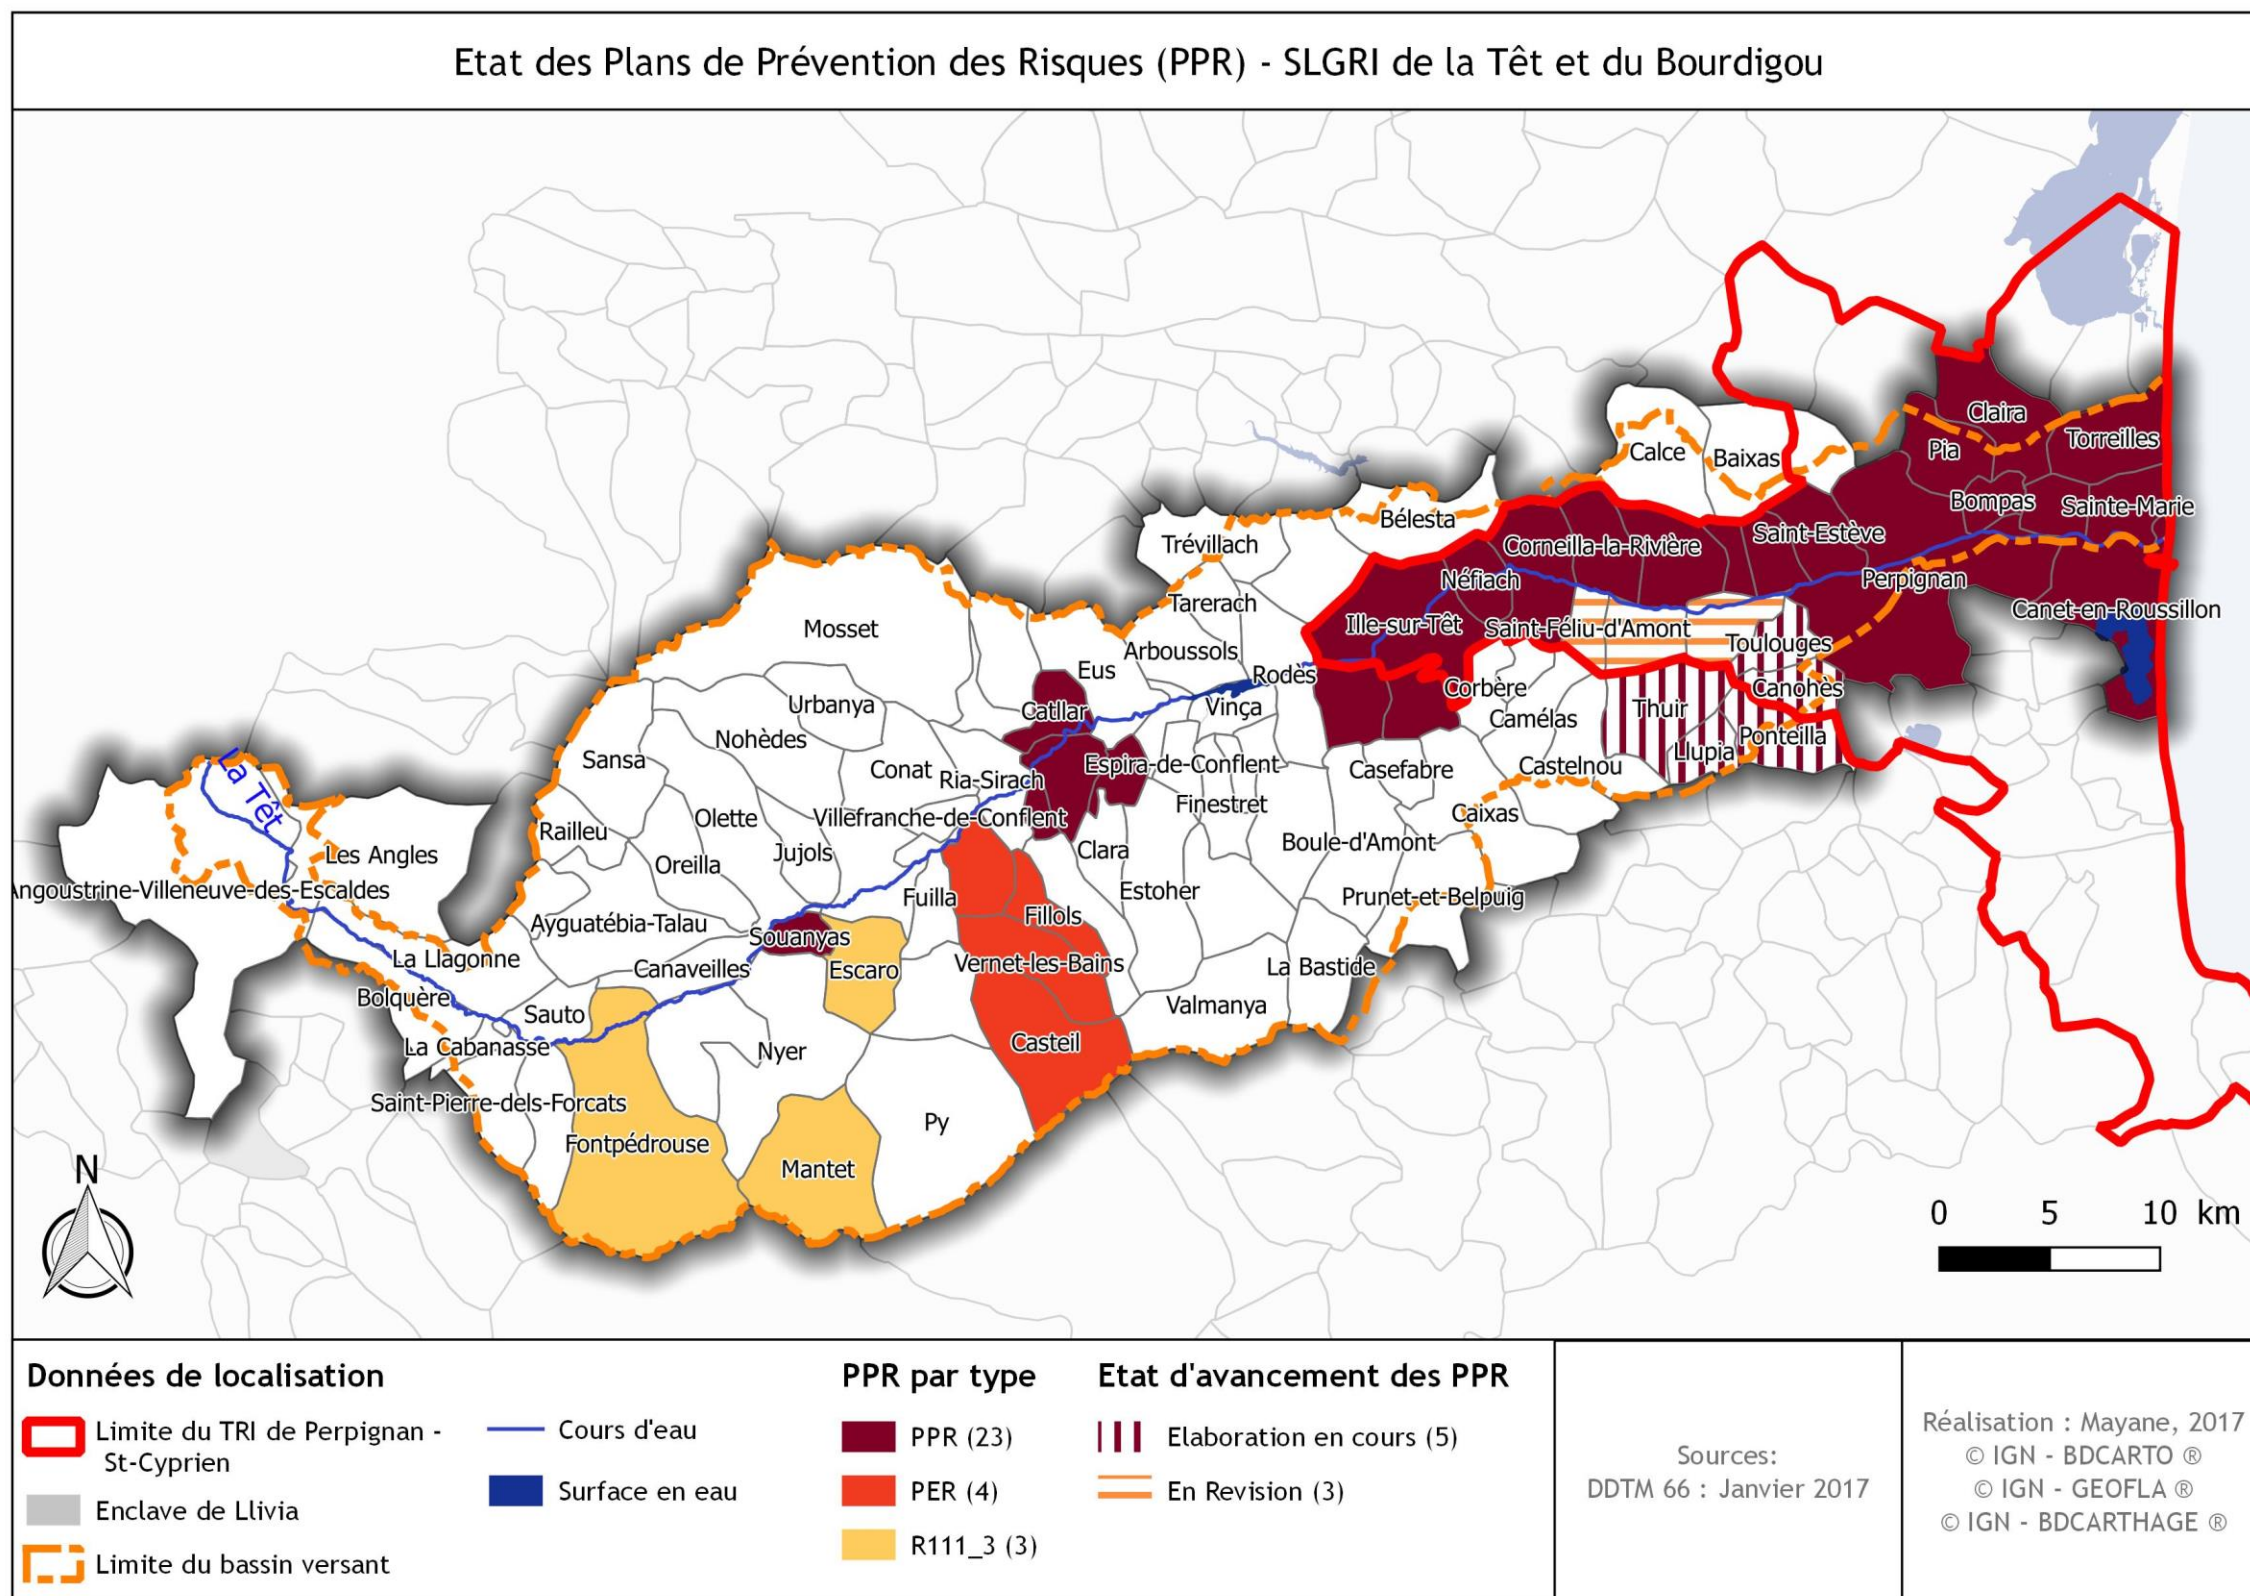 Etat des Plans de Prévention des Risques (PPR) - SLGRI de la Têt et du Bourdigou
Claira
Torreilles
Pia
Calce
Baixas
Bompas
Sainte-Marie
Bélesta
Saint-Estève
Trévillach
Corneilla-la-Rivière
Néfiach
Perpignan
Tarerach
Canet-en-Roussillon
Ille-sur-Têt
Saint-Féliu-d'Amont
Mosset
Toulouges
Arboussols
Eus
Rodès
Corbère
Canohès
Urbanya
Catllar
Vinça
Thuir
Camélas
Nohèdes
Ponteilla
Llupia
Sansa
Conat
Ria-Sirach
Espira-de-Conflent
Casefabre
Castelnou
La Têt
Finestret
Caixas
Olette
Villefranche-de-Conflent
Railleu
Boule-d'Amont
Les Angles
Jujols
Clara
Oreilla
ngoustrine-Villeneuve-des-Escaldes
Estoher
Fuilla
Prunet-et-Belpuig
Fillols
Ayguatébia-Talau
Souanyas
La Llagonne
Canaveilles
Escaro
Vernet-les-Bains
La Bastide
Bolquère
Valmanya
Sauto
La Cabanasse
Nyer
Casteil
Saint-Pierre-dels-Forcats
Py
Fontpédrouse
Mantet
N
0 5 10 km
Données de localisation
Limite du TRI de Perpignan -
St-Cyprien
Enclave de Llivia
Limite du bassin versant
Cours d'eau
Surface en eau
PPR par type
PPR (23)
PER (4)
R111_3 (3)
Etat d'avancement des PPR
Elaboration en cours (5)
En Revision (3)
Sources:
DDTM 66 : Janvier 2017
Réalisation : Mayane, 2017
© IGN - BDCARTO ®
© IGN - GEOFLA ®
© IGN - BDCARTHAGE ®